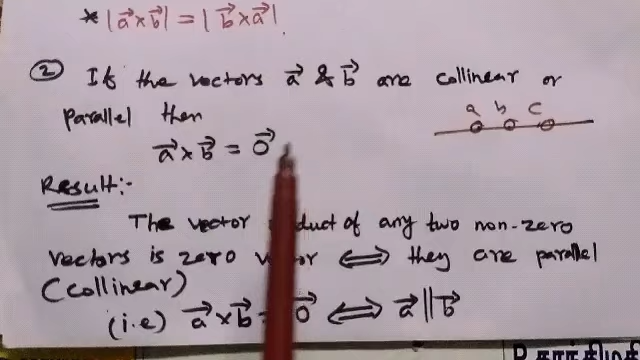 * |a⃗×b⃗| = |b⃗×a⃗|.
② If the vectors a⃗ & b⃗ are collinear or
parallel then
a b c
a⃗×b⃗ = 0⃗
Result:-
The vector product of any two non-zero
vectors is zero vector ⟺ they are parallel
(collinear)
(i.e) a⃗×b⃗ = 0⃗ ⟺ a⃗ || b⃗